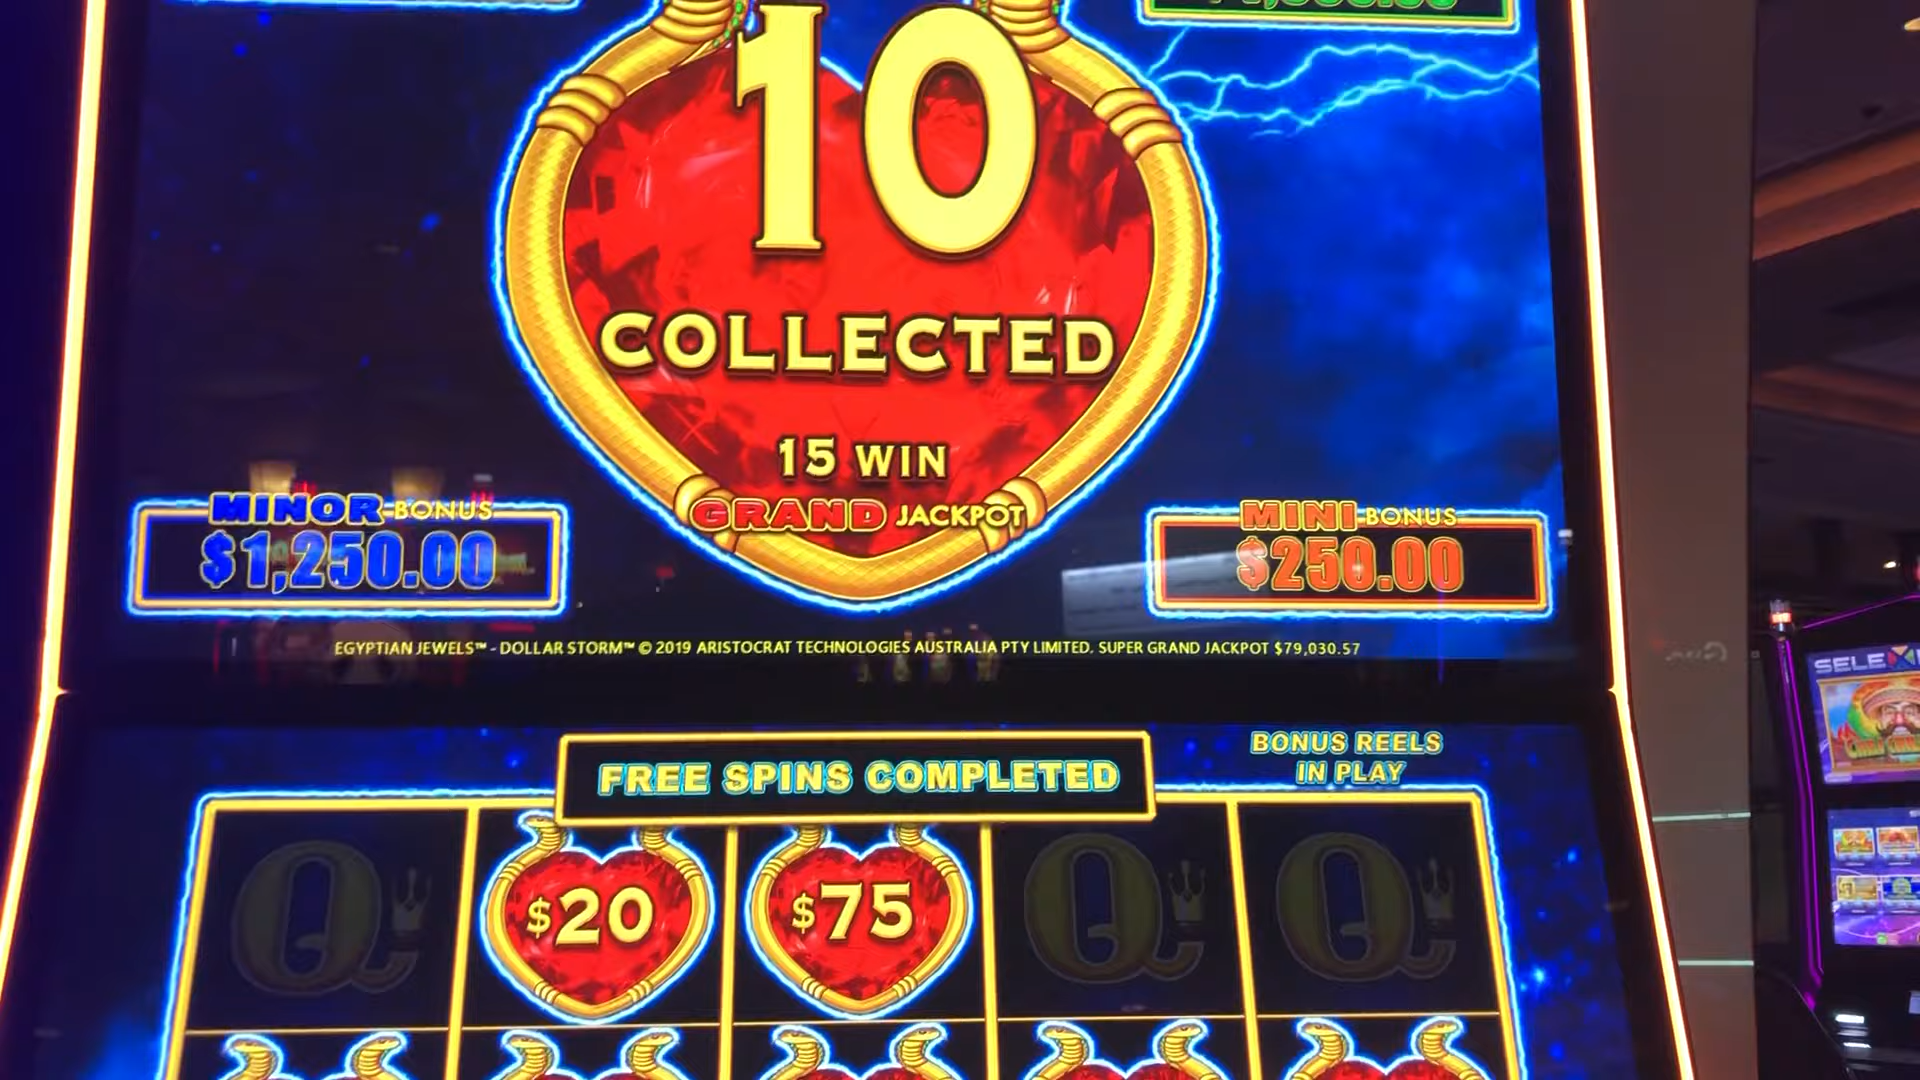 10
COLLECTED
15 WIN
GRAND JACKPOT
MINOR BONUS
$1,250.00
MINI BONUS
$250.00
EGYPTIAN JEWELS™ - DOLLAR STORM™ © 2019 ARISTOCRAT TECHNOLOGIES AUSTRALIA PTY LIMITED. SUPER GRAND JACKPOT $79,030.57
FREE SPINS COMPLETED
BONUS REELS
IN PLAY
Q
$20
$75
Q
Q